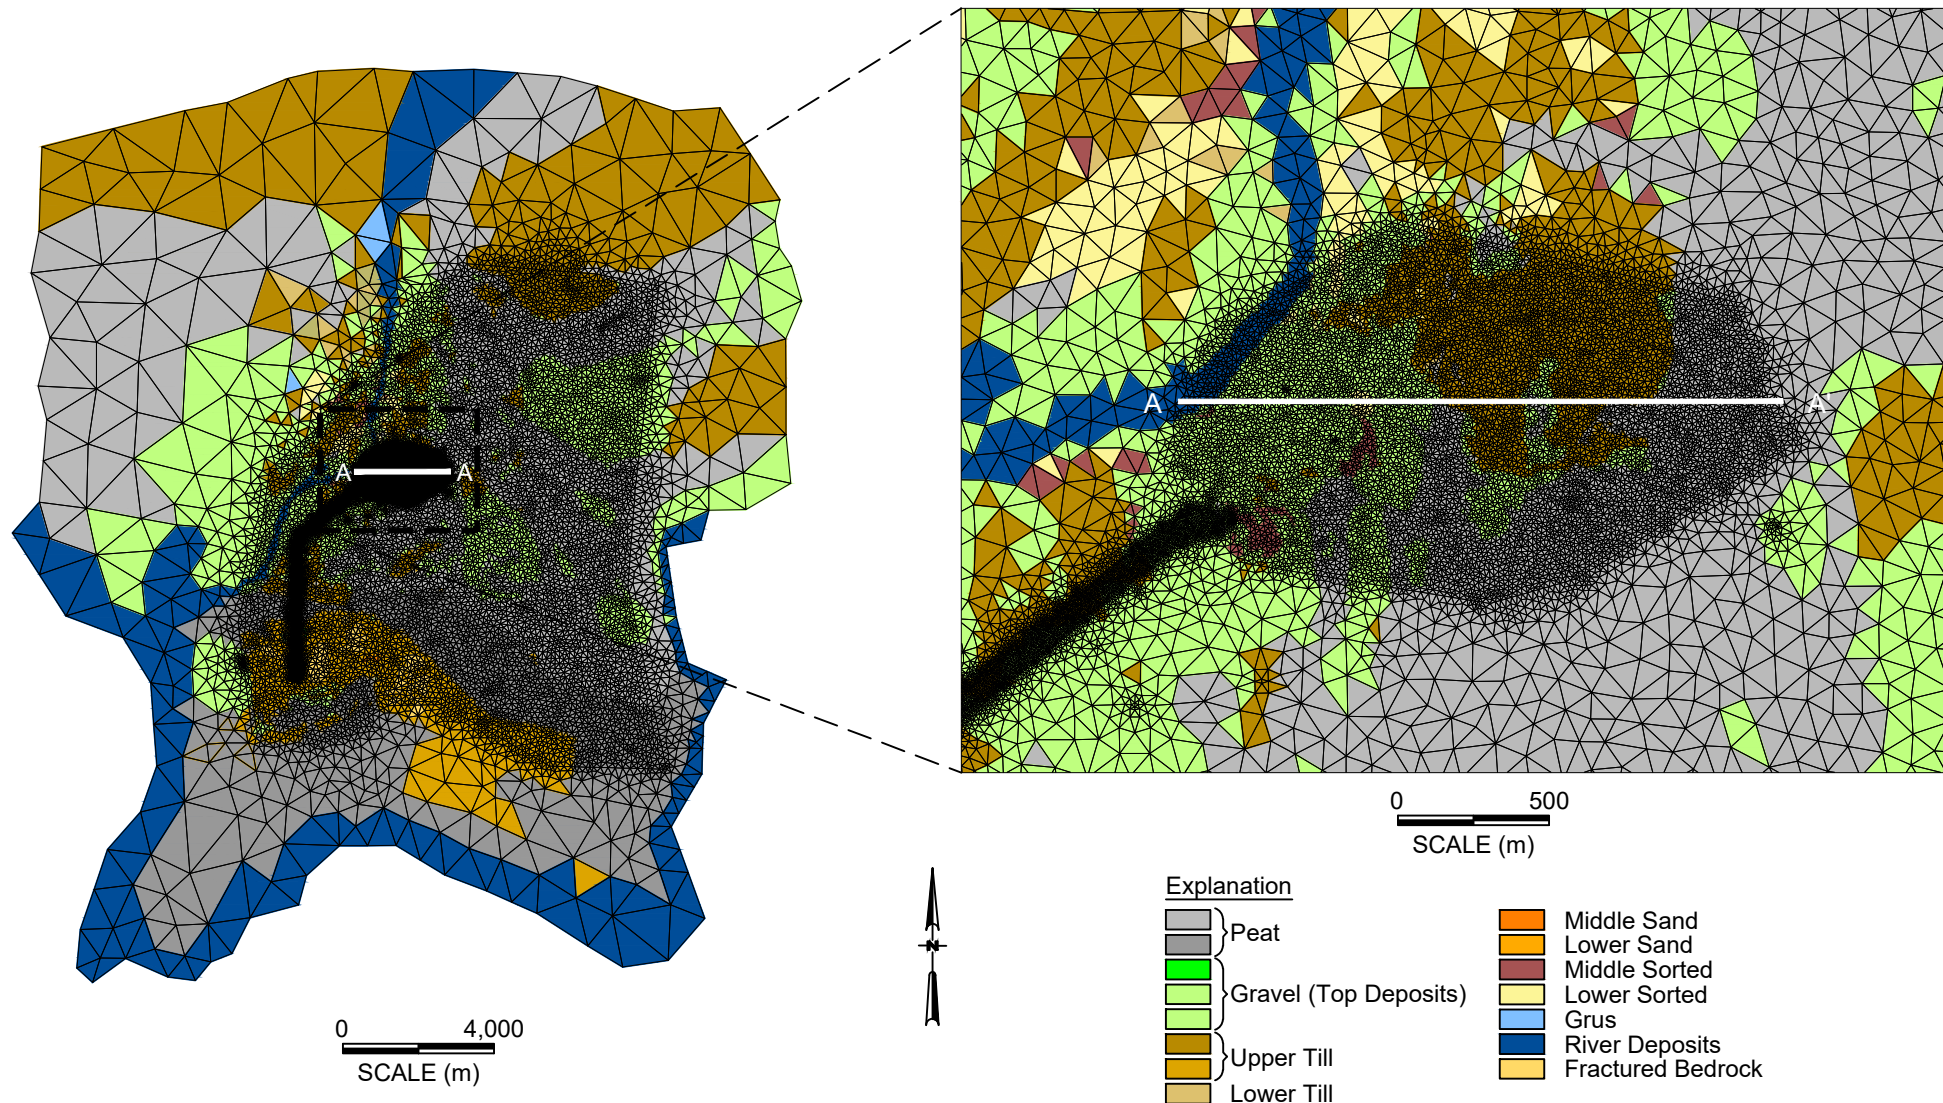 A
A
0
4,000
SCALE (m)
A
A'
0
500
SCALE (m)
N
Explanation
Peat
Gravel (Top Deposits)
Upper Till
Lower Till
Middle Sand
Lower Sand
Middle Sorted
Lower Sorted
Grus
River Deposits
Fractured Bedrock